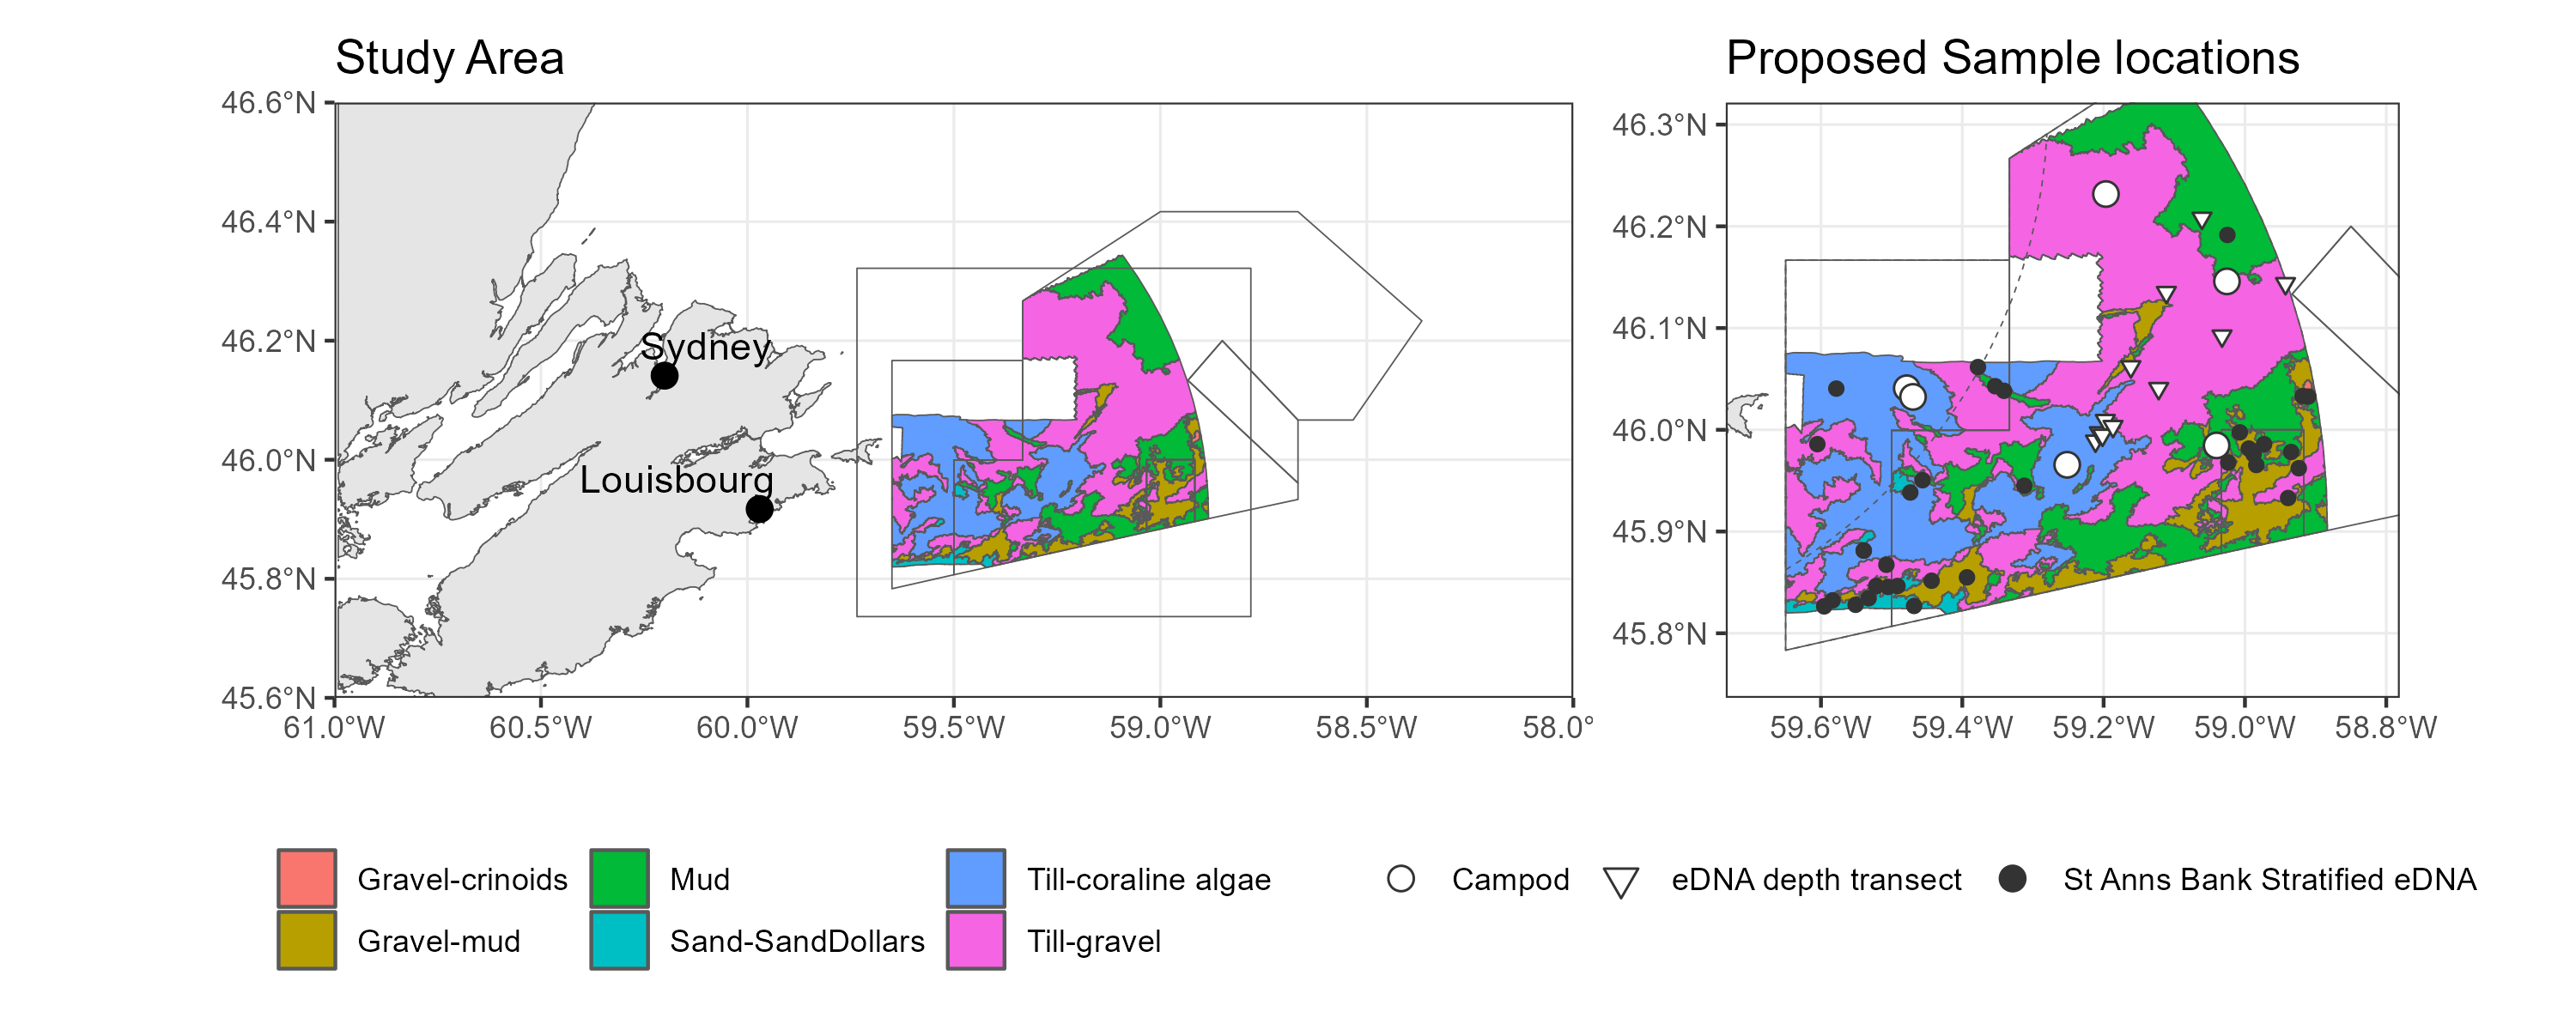 Study Area
Proposed Sample locations
46.6°N
46.4°N
46.2°N
46.0°N
45.8°N
45.6°N
61.0°W
60.5°W
60.0°W
59.5°W
59.0°W
58.5°W
58.0°
Sydney
Louisbourg
46.3°N
46.2°N
46.1°N
46.0°N
45.9°N
45.8°N
59.6°W
59.4°W
59.2°W
59.0°W
58.8°W
Gravel-crinoids
Mud
Till-coraline algae
Campod
eDNA depth transect
St Anns Bank Stratified eDNA
Gravel-mud
Sand-SandDollars
Till-gravel